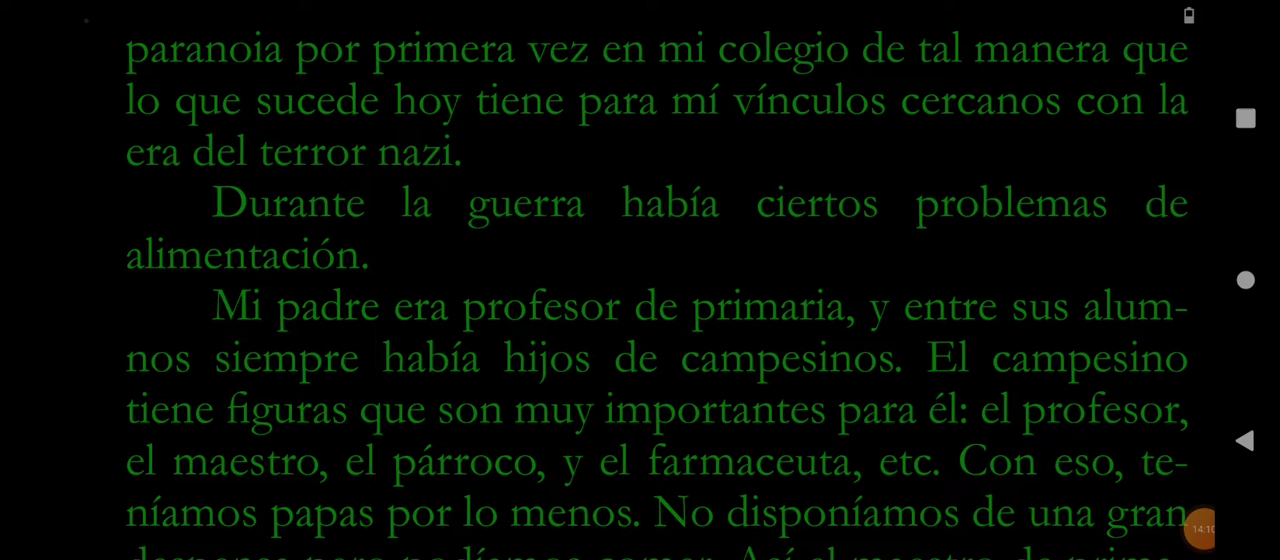 paranoia por primera vez en mi colegio de tal manera que
lo que sucede hoy tiene para mí vínculos cercanos con la
era del terror nazi.
Durante la guerra había ciertos problemas de
alimentación.
Mi padre era profesor de primaria, y entre sus alum-
nos siempre había hijos de campesinos. El campesino
tiene figuras que son muy importantes para él: el profesor,
el maestro, el párroco, y el farmaceuta, etc. Con eso, te-
níamos papas por lo menos. No disponíamos de una gran
14:10